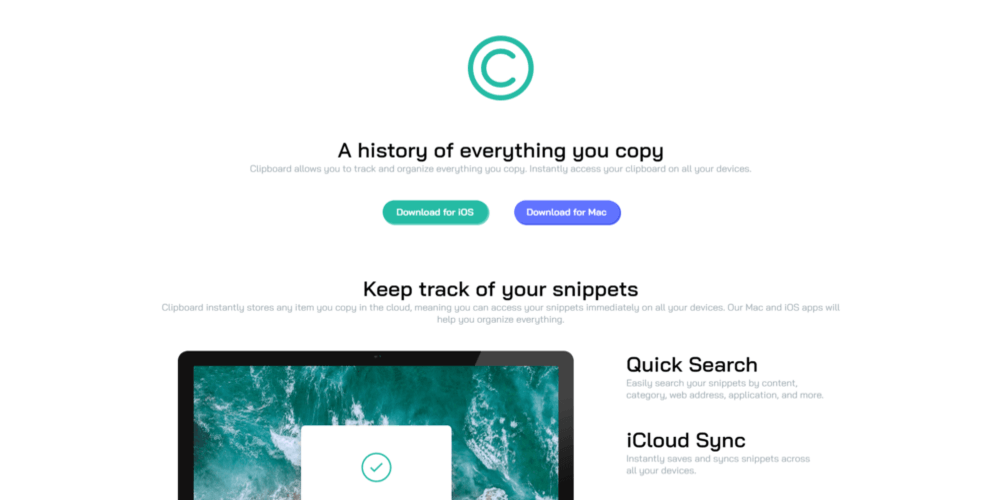 A history of everything you copy
Clipboard allows you to track and organize everything you copy. Instantly access your clipboard on all your devices.
Download for iOS
Download for Mac
Keep track of your snippets
Clipboard instantly stores any item you copy in the cloud, meaning you can access your snippets immediately on all your devices. Our Mac and iOS apps will
help you organize everything.
Quick Search
Easily search your snippets by content,
category, web address, application, and more.
iCloud Sync
Instantly saves and syncs snippets across
all your devices.